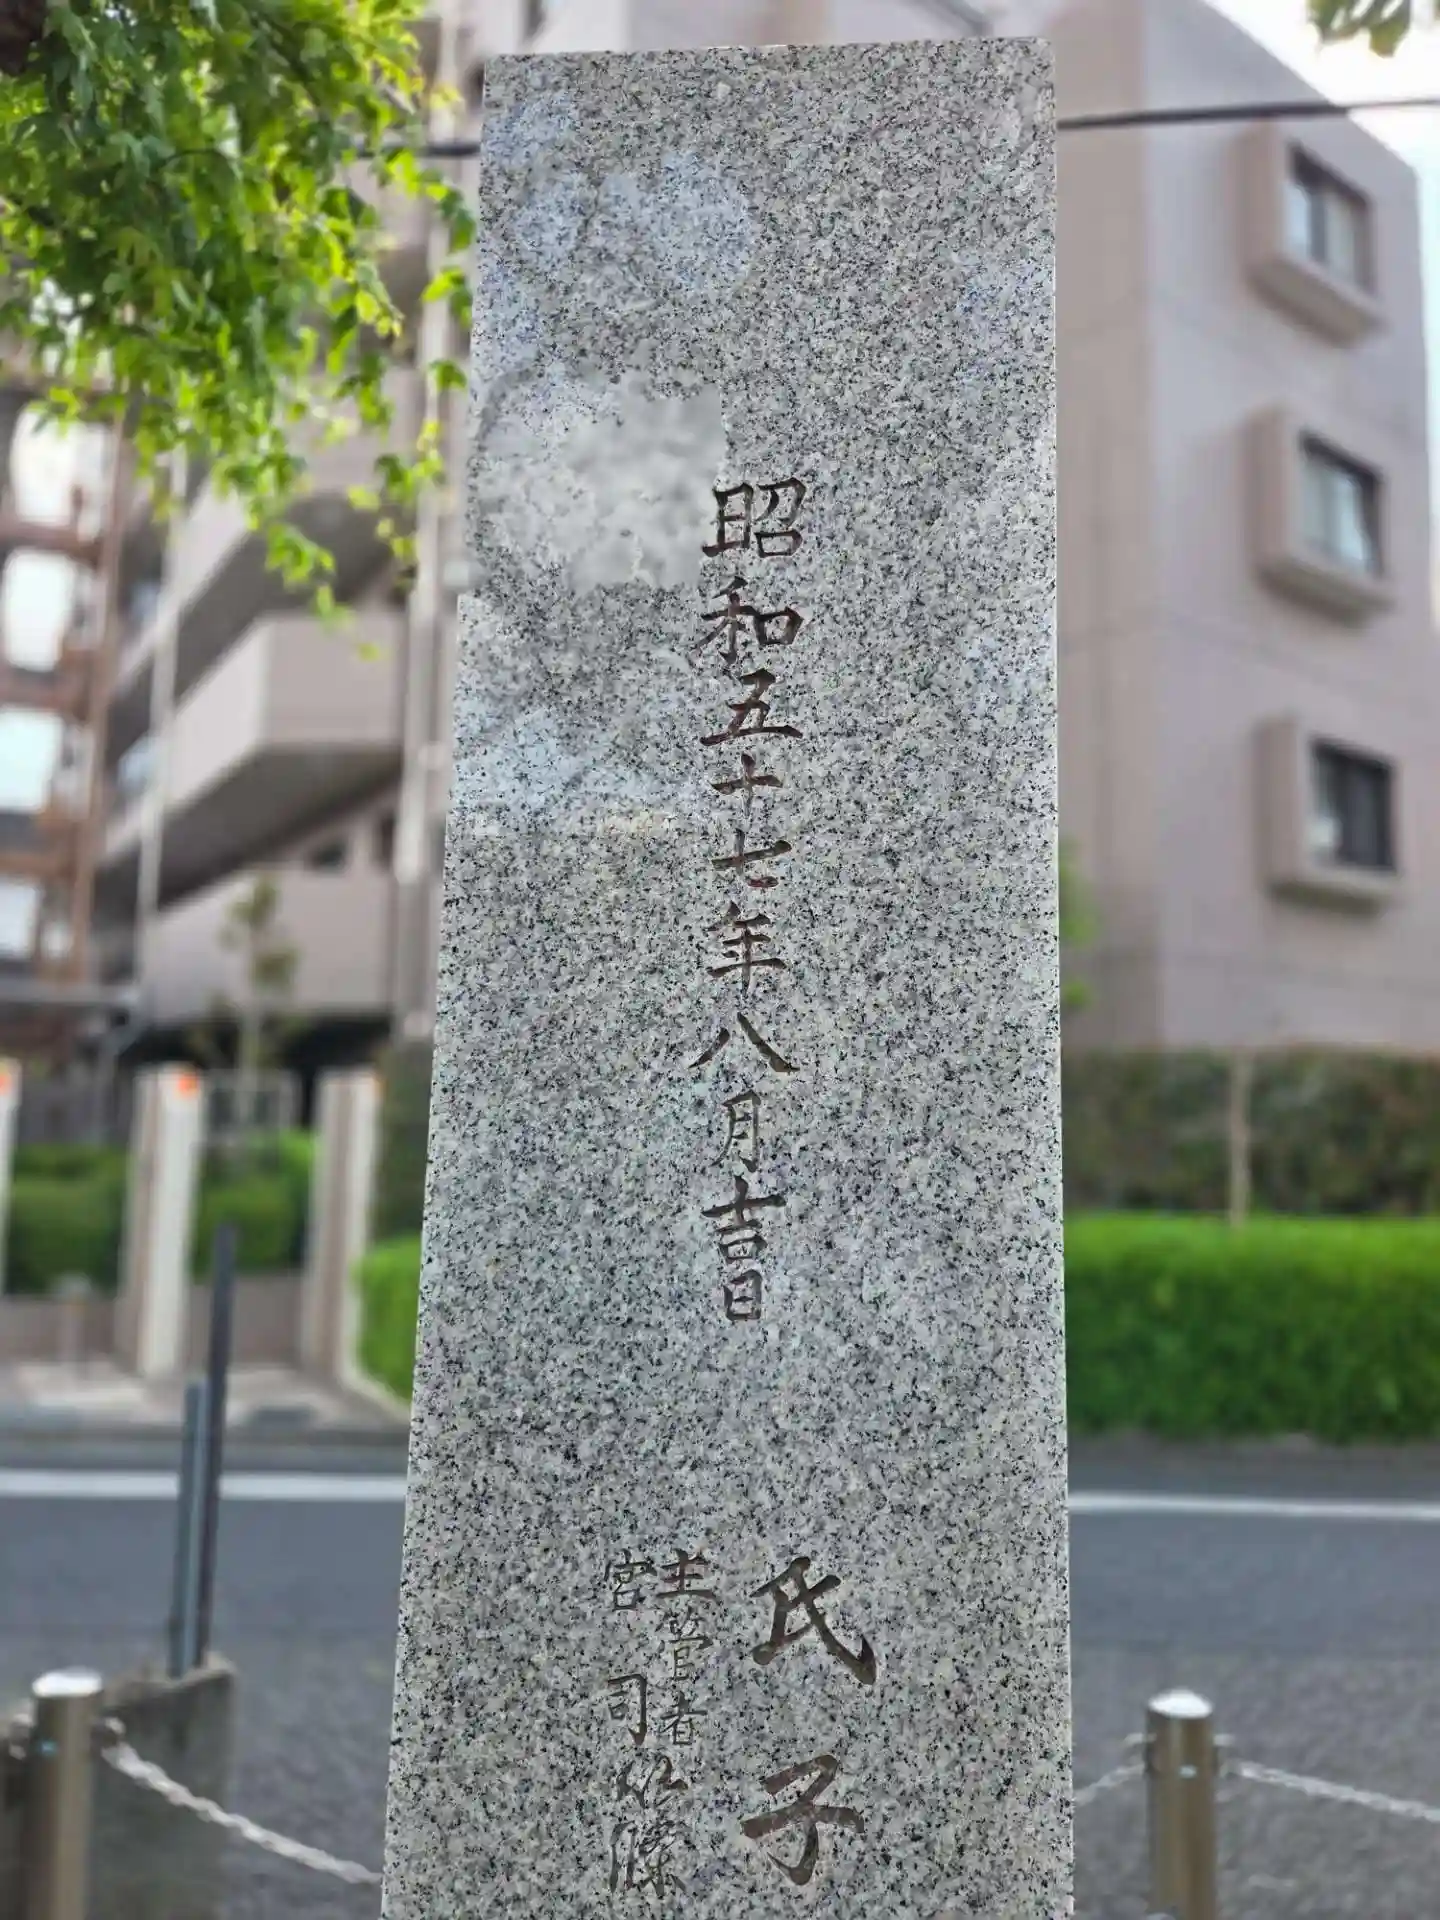 昭和五十七年八月吉日
氏子
主管者
宮司